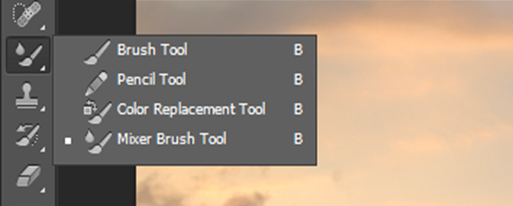 Brush Tool B
Pencil Tool B
Color Replacement Tool B
Mixer Brush Tool B